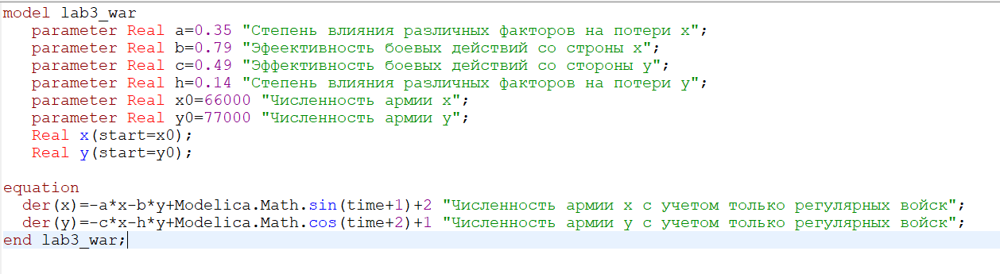 model lab3_war
parameter Real a=0.35 "Степень влияния различных факторов на потери x";
parameter Real b=0.79 "Эфеективность боевых действий со строны x";
parameter Real c=0.49 "Эффективность боевых действий со стороны y";
parameter Real h=0.14 "Степень влияния различных факторов на потери y";
parameter Real x0=66000 "Численность армии x";
parameter Real y0=77000 "Численность армии y";
Real x(start=x0);
Real y(start=y0);
equation
der(x)=-a*x-b*y+Modelica.Math.sin(time+1)+2 "Численность армии x с учетом только регулярных войск";
der(y)=-c*x-h*y+Modelica.Math.cos(time+2)+1 "Численность армии y с учетом только регулярных войск";
end lab3_war;